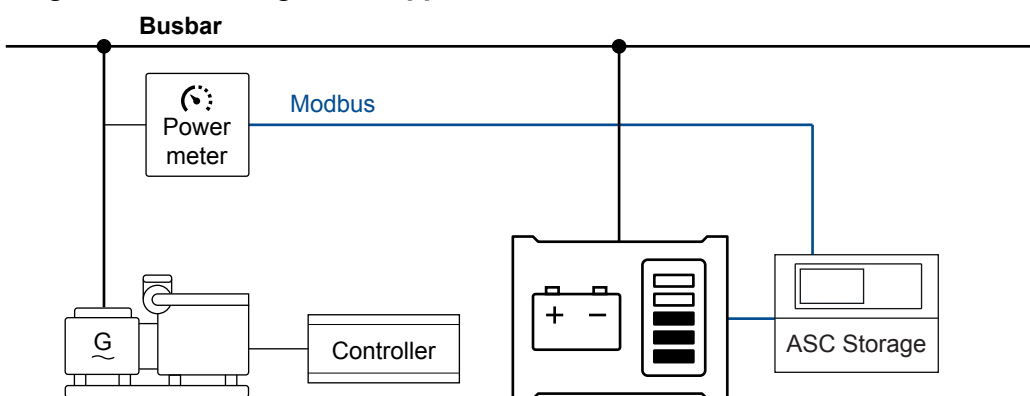 Busbar
Modbus
Power
meter
G
+ −
Controller
ASC Storage